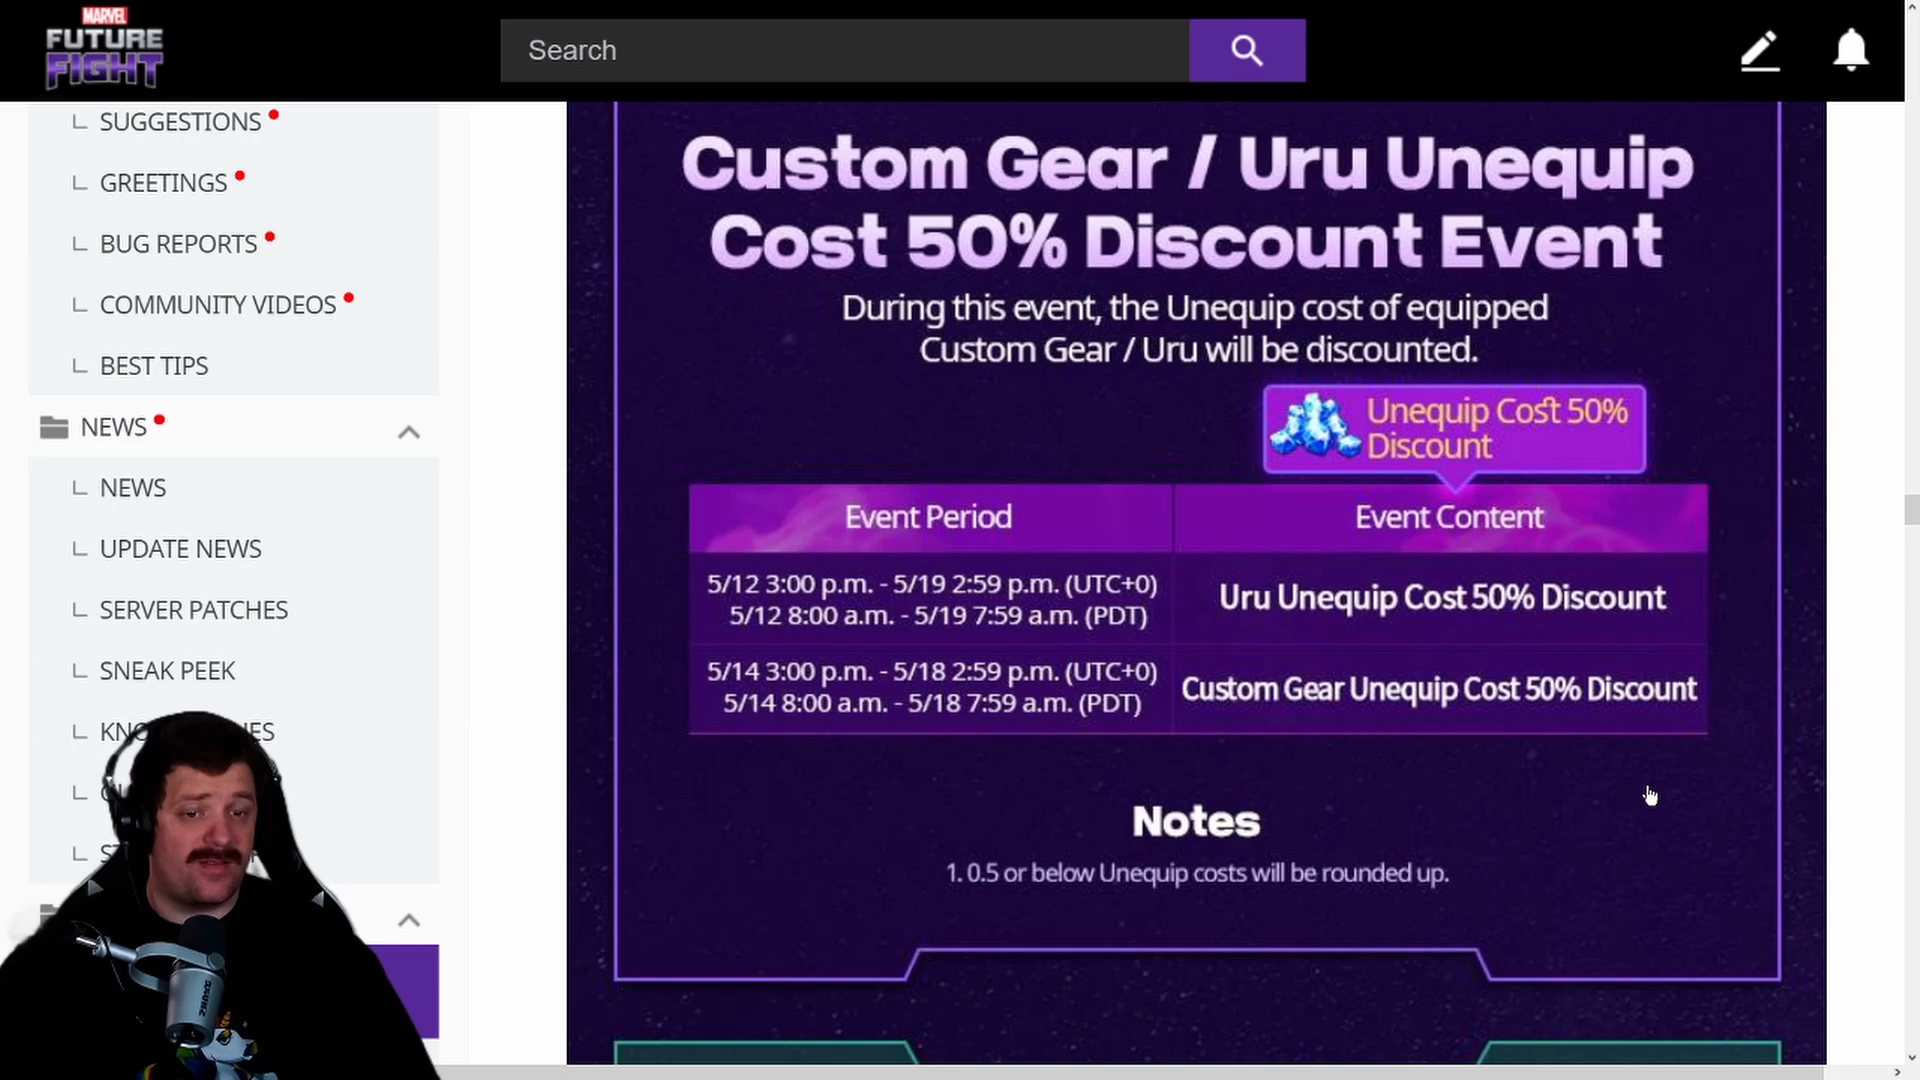 MARVEL
FUTURE
FIGHT
Search
SUGGESTIONS
GREETINGS
BUG REPORTS
COMMUNITY VIDEOS
BEST TIPS
NEWS
NEWS
UPDATE NEWS
SERVER PATCHES
SNEAK PEEK
Custom Gear / Uru Unequip
Cost 50% Discount Event
During this event, the Unequip cost of equipped
Custom Gear / Uru will be discounted.
Unequip Cost 50%
Discount
Event Period
Event Content
5/12 3:00 p.m. - 5/19 2:59 p.m. (UTC+0)
5/12 8:00 a.m. - 5/19 7:59 a.m. (PDT)
Uru Unequip Cost 50% Discount
5/14 3:00 p.m. - 5/18 2:59 p.m. (UTC+0)
5/14 8:00 a.m. - 5/18 7:59 a.m. (PDT)
Custom Gear Unequip Cost 50% Discount
Notes
1. 0.5 or below Unequip costs will be rounded up.